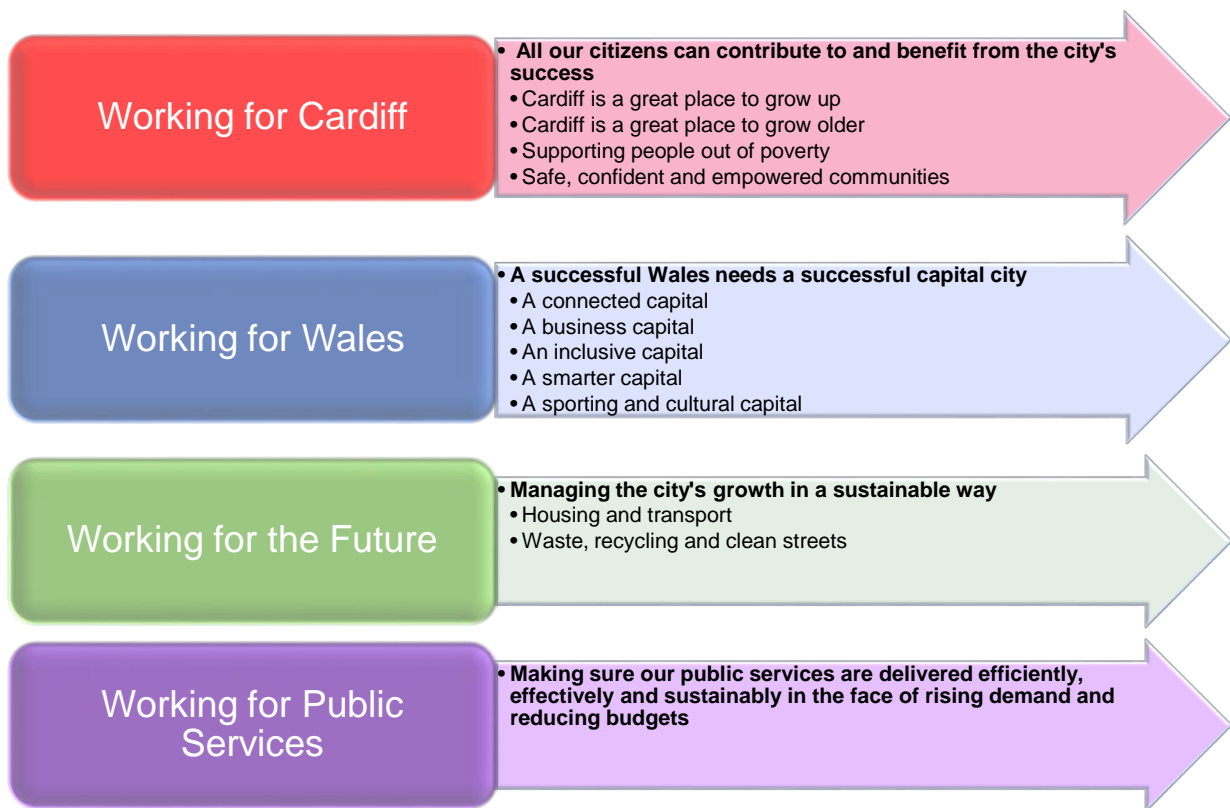 Working for Cardiff
• All our citizens can contribute to and benefit from the city's
success
• Cardiff is a great place to grow up
• Cardiff is a great place to grow older
• Supporting people out of poverty
• Safe, confident and empowered communities
Working for Wales
• A successful Wales needs a successful capital city
• A connected capital
• A business capital
• An inclusive capital
• A smarter capital
• A sporting and cultural capital
Working for the Future
• Managing the city's growth in a sustainable way
• Housing and transport
• Waste, recycling and clean streets
Working for Public
Services
• Making sure our public services are delivered efficiently,
effectively and sustainably in the face of rising demand and
reducing budgets